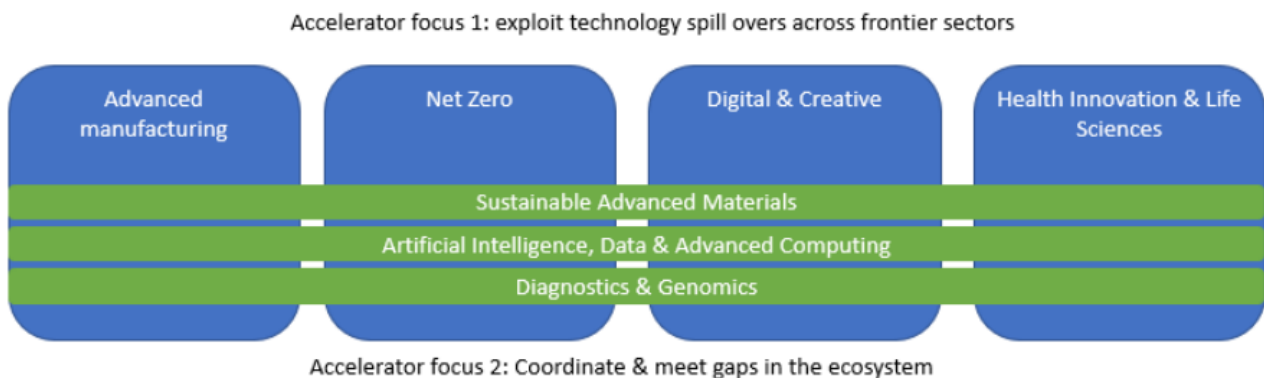 Accelerator focus 1: exploit technology spill overs across frontier sectors
Advanced
manufacturing
Net Zero
Digital & Creative
Health Innovation & Life
Sciences
Sustainable Advanced Materials
Artificial Intelligence, Data & Advanced Computing
Diagnostics & Genomics
Accelerator focus 2: Coordinate & meet gaps in the ecosystem